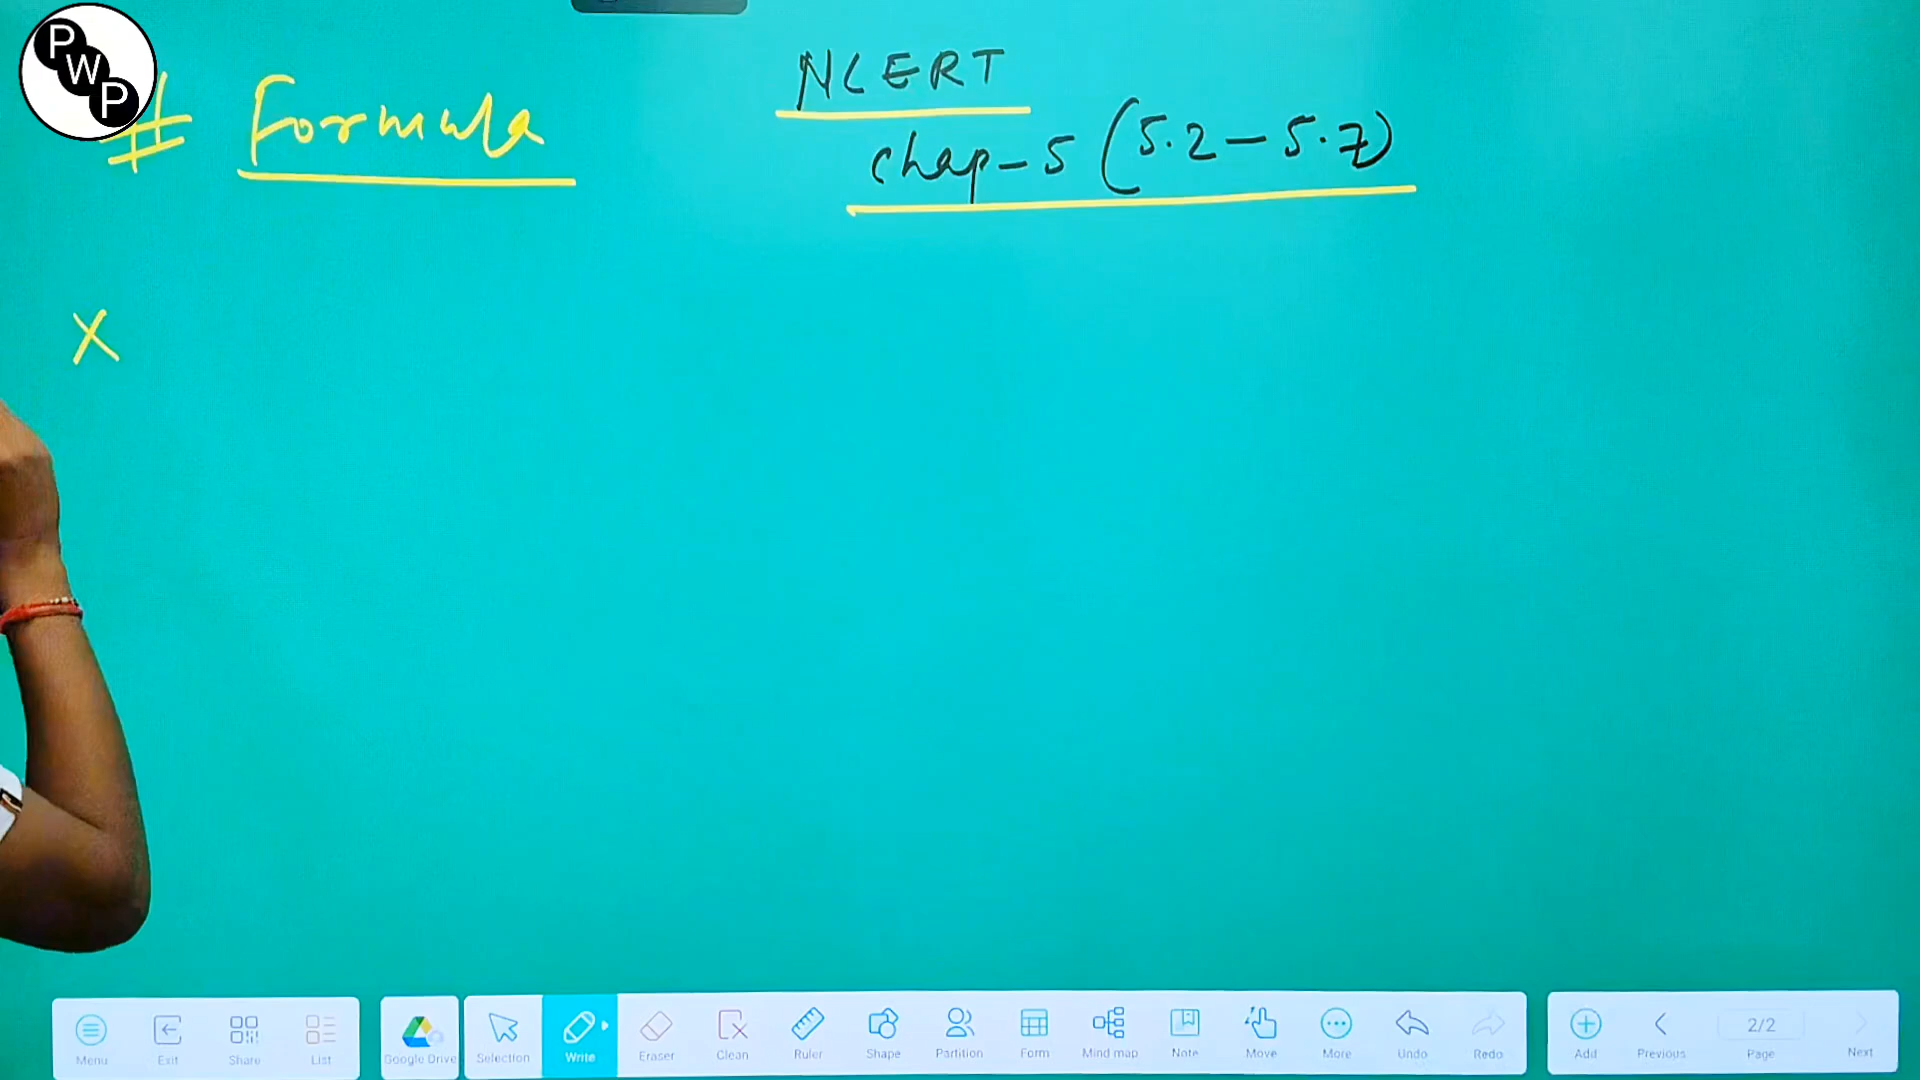 PWP
# Formula
NCERT
chap-5 (5.2-5.7)
X
Menu
Exit
Share
List
Google Drive
Selection
Write
Eraser
Clean
Ruler
Shape
Partition
Form
Mind map
Note
Move
More
Undo
Redo
Add
Previous
2/2
Page
Next